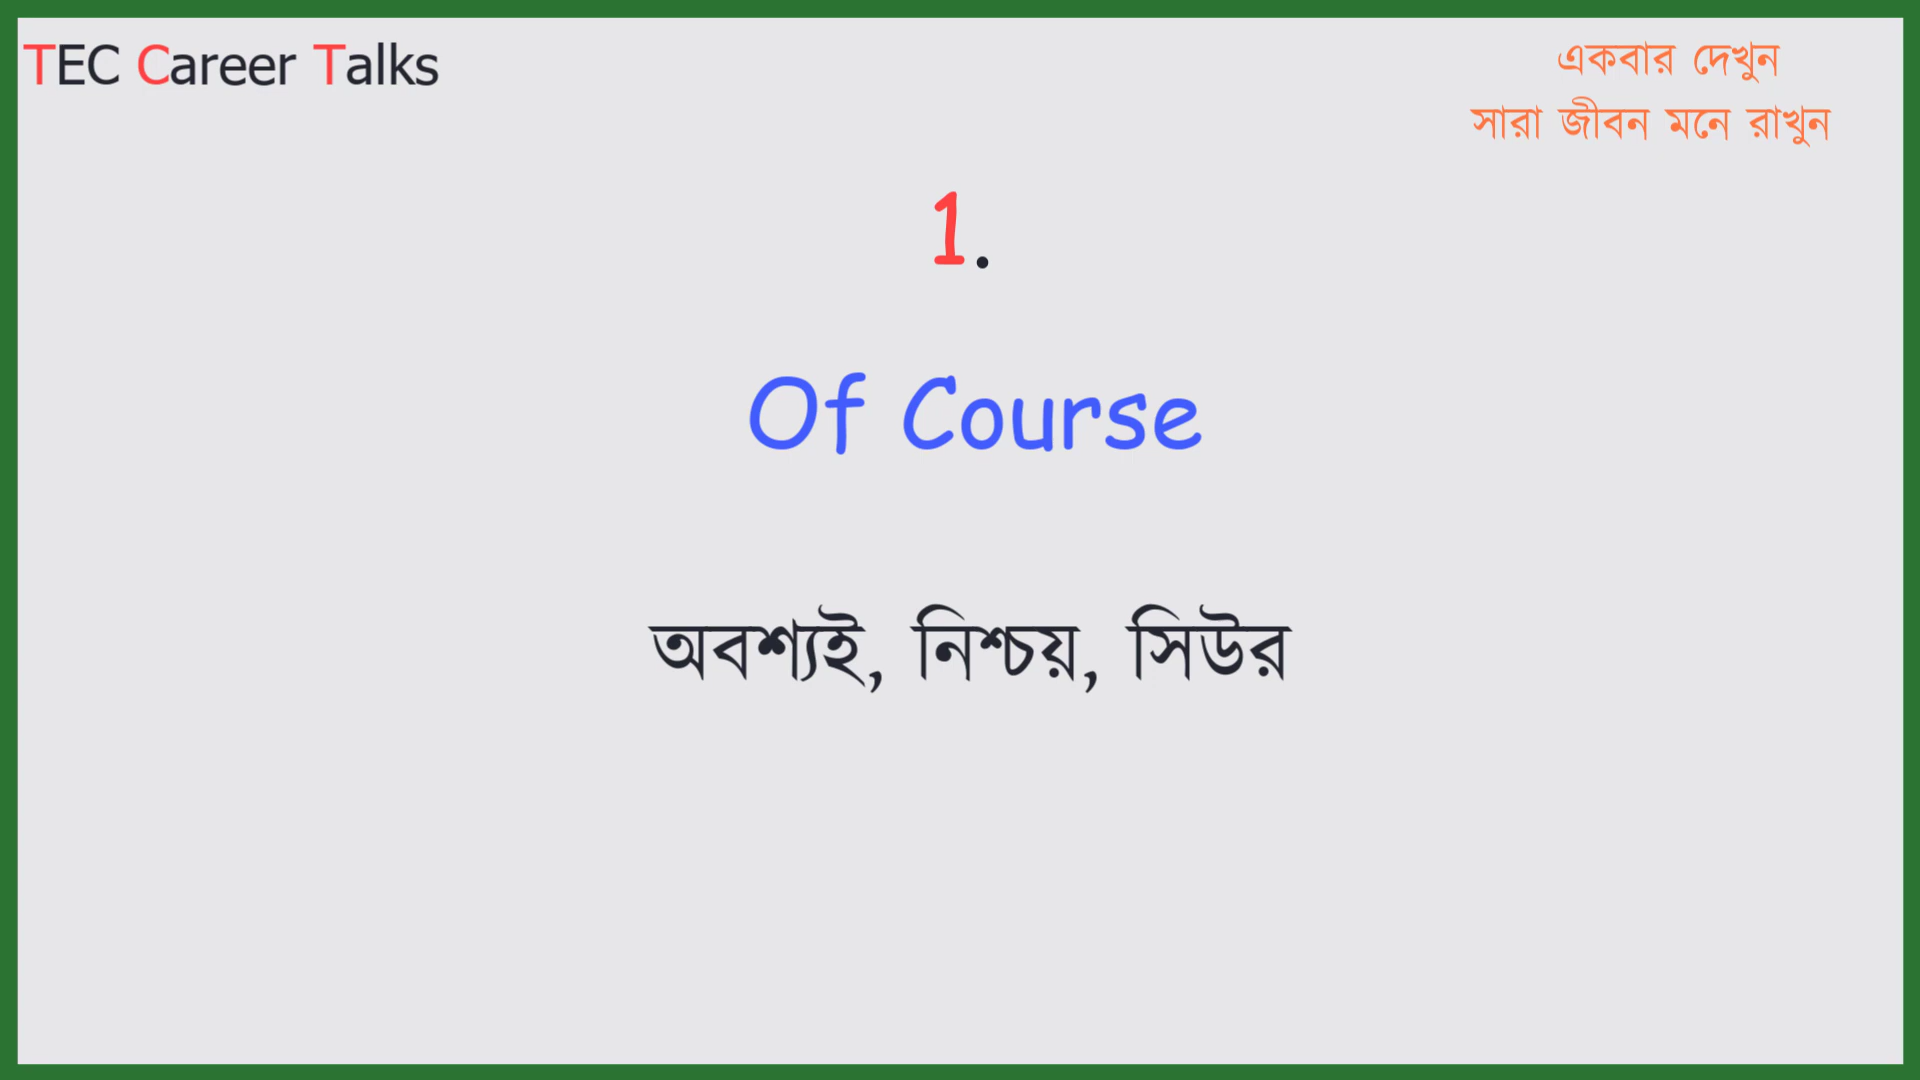 TEC Career Talks
একবার দেখুন
সারা জীবন মনে রাখুন
1.
Of Course
অবশ্যই, নিশ্চয়, সিউর